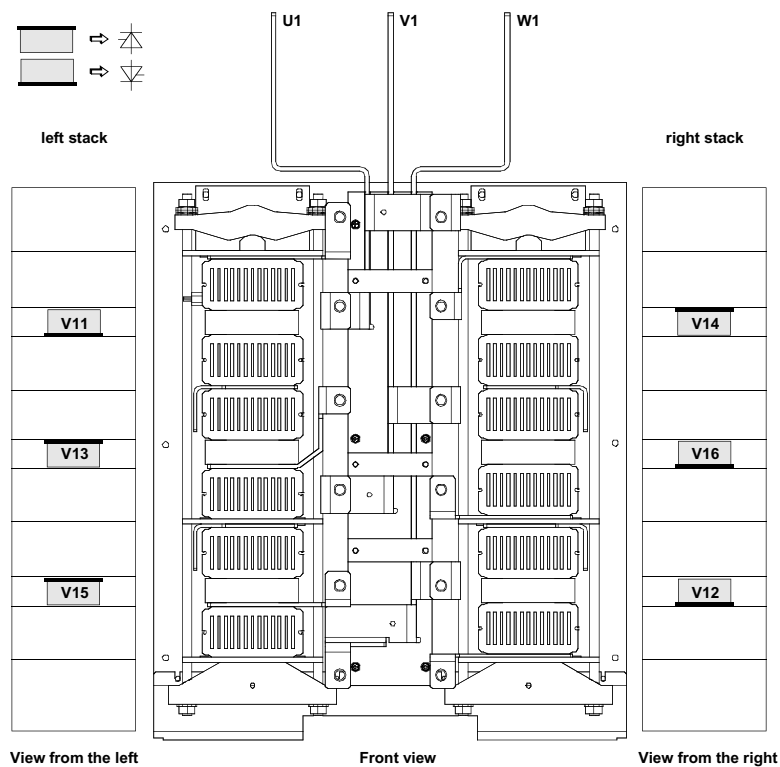 U1 V1 W1
left stack
right stack
V11
V14
V13
V16
V15
V12
View from the left
Front view
View from the right